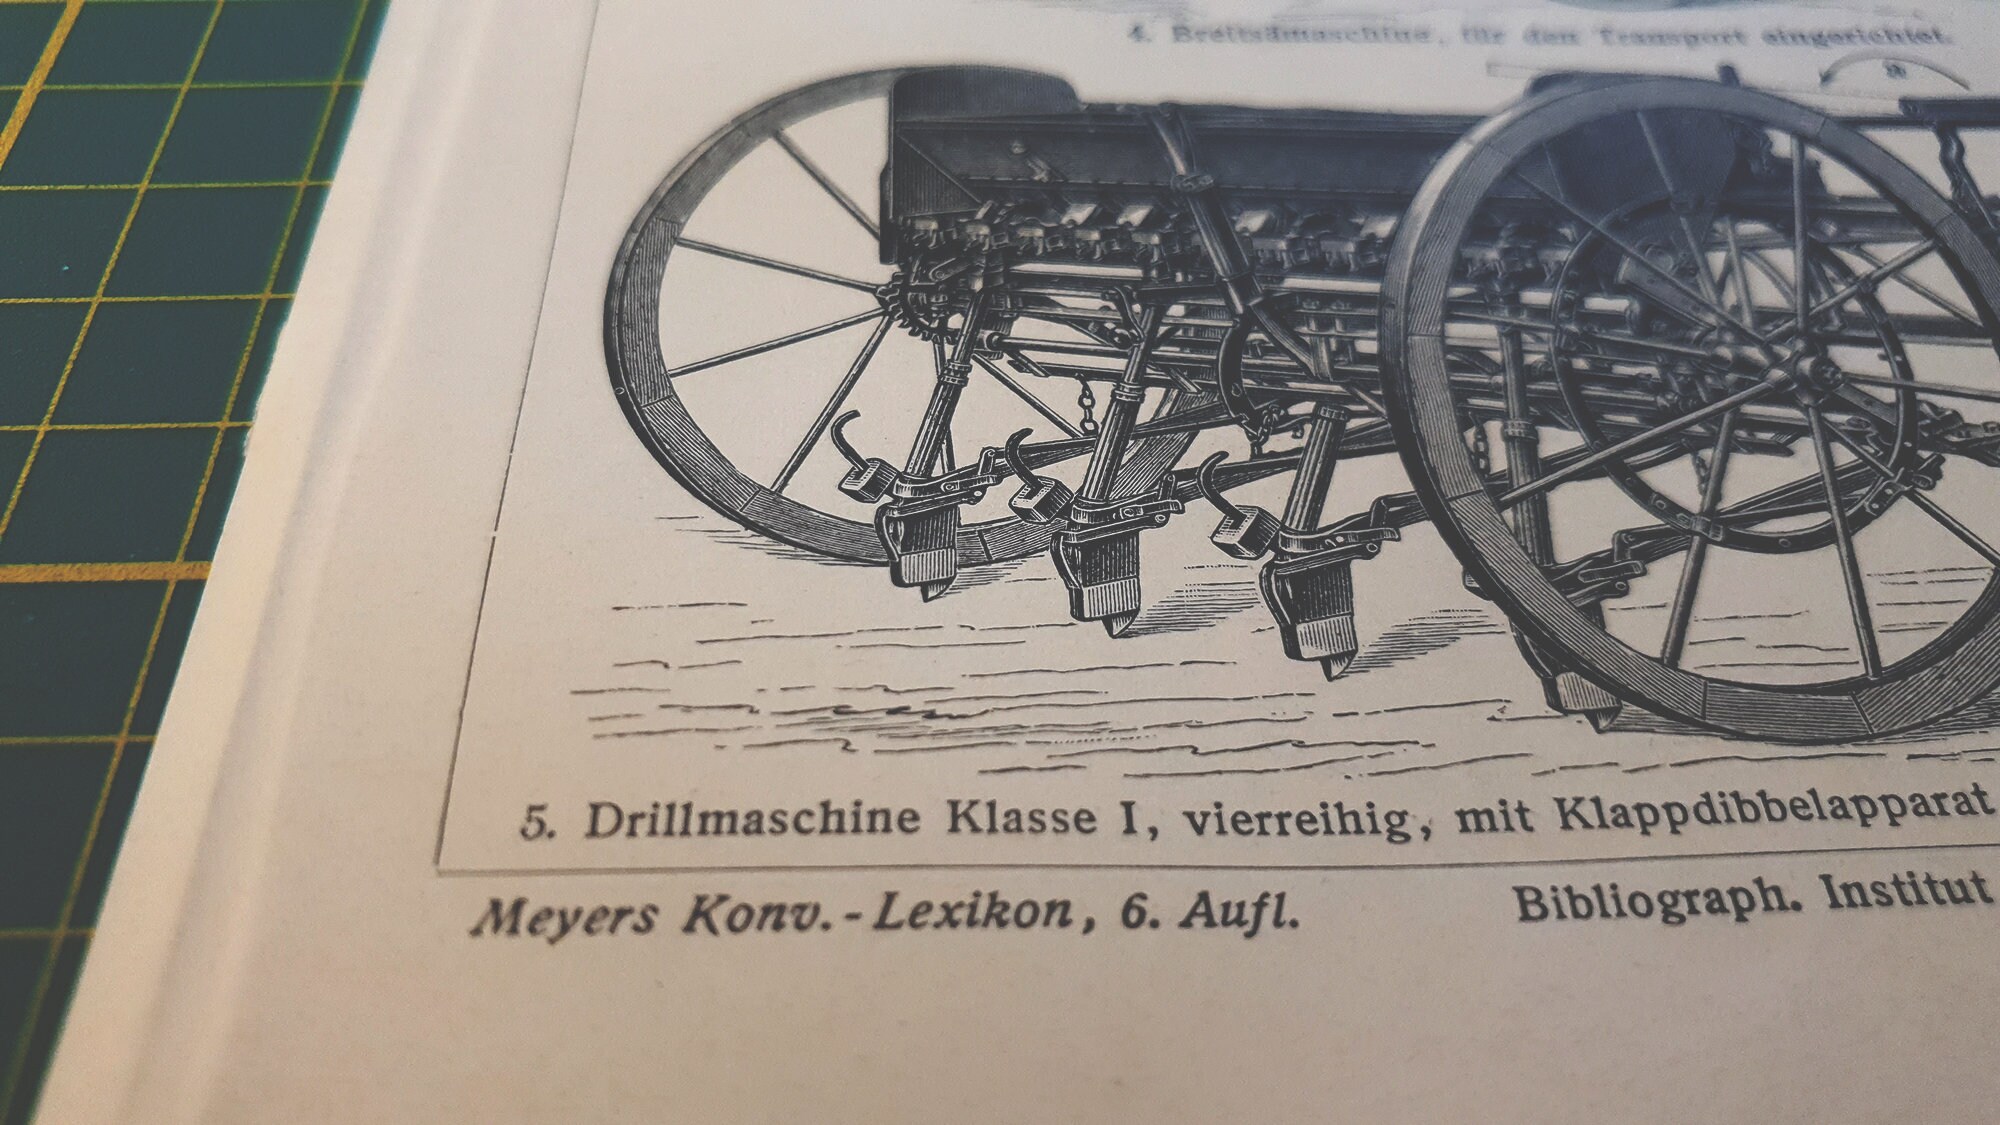 4. Breitsämaschine, für den Transport eingerichtet.
5. Drillmaschine Klasse I, vierreihig, mit Klappdibbelapparat
Meyers Konv.-Lexikon, 6. Aufl.
Bibliograph. Institut